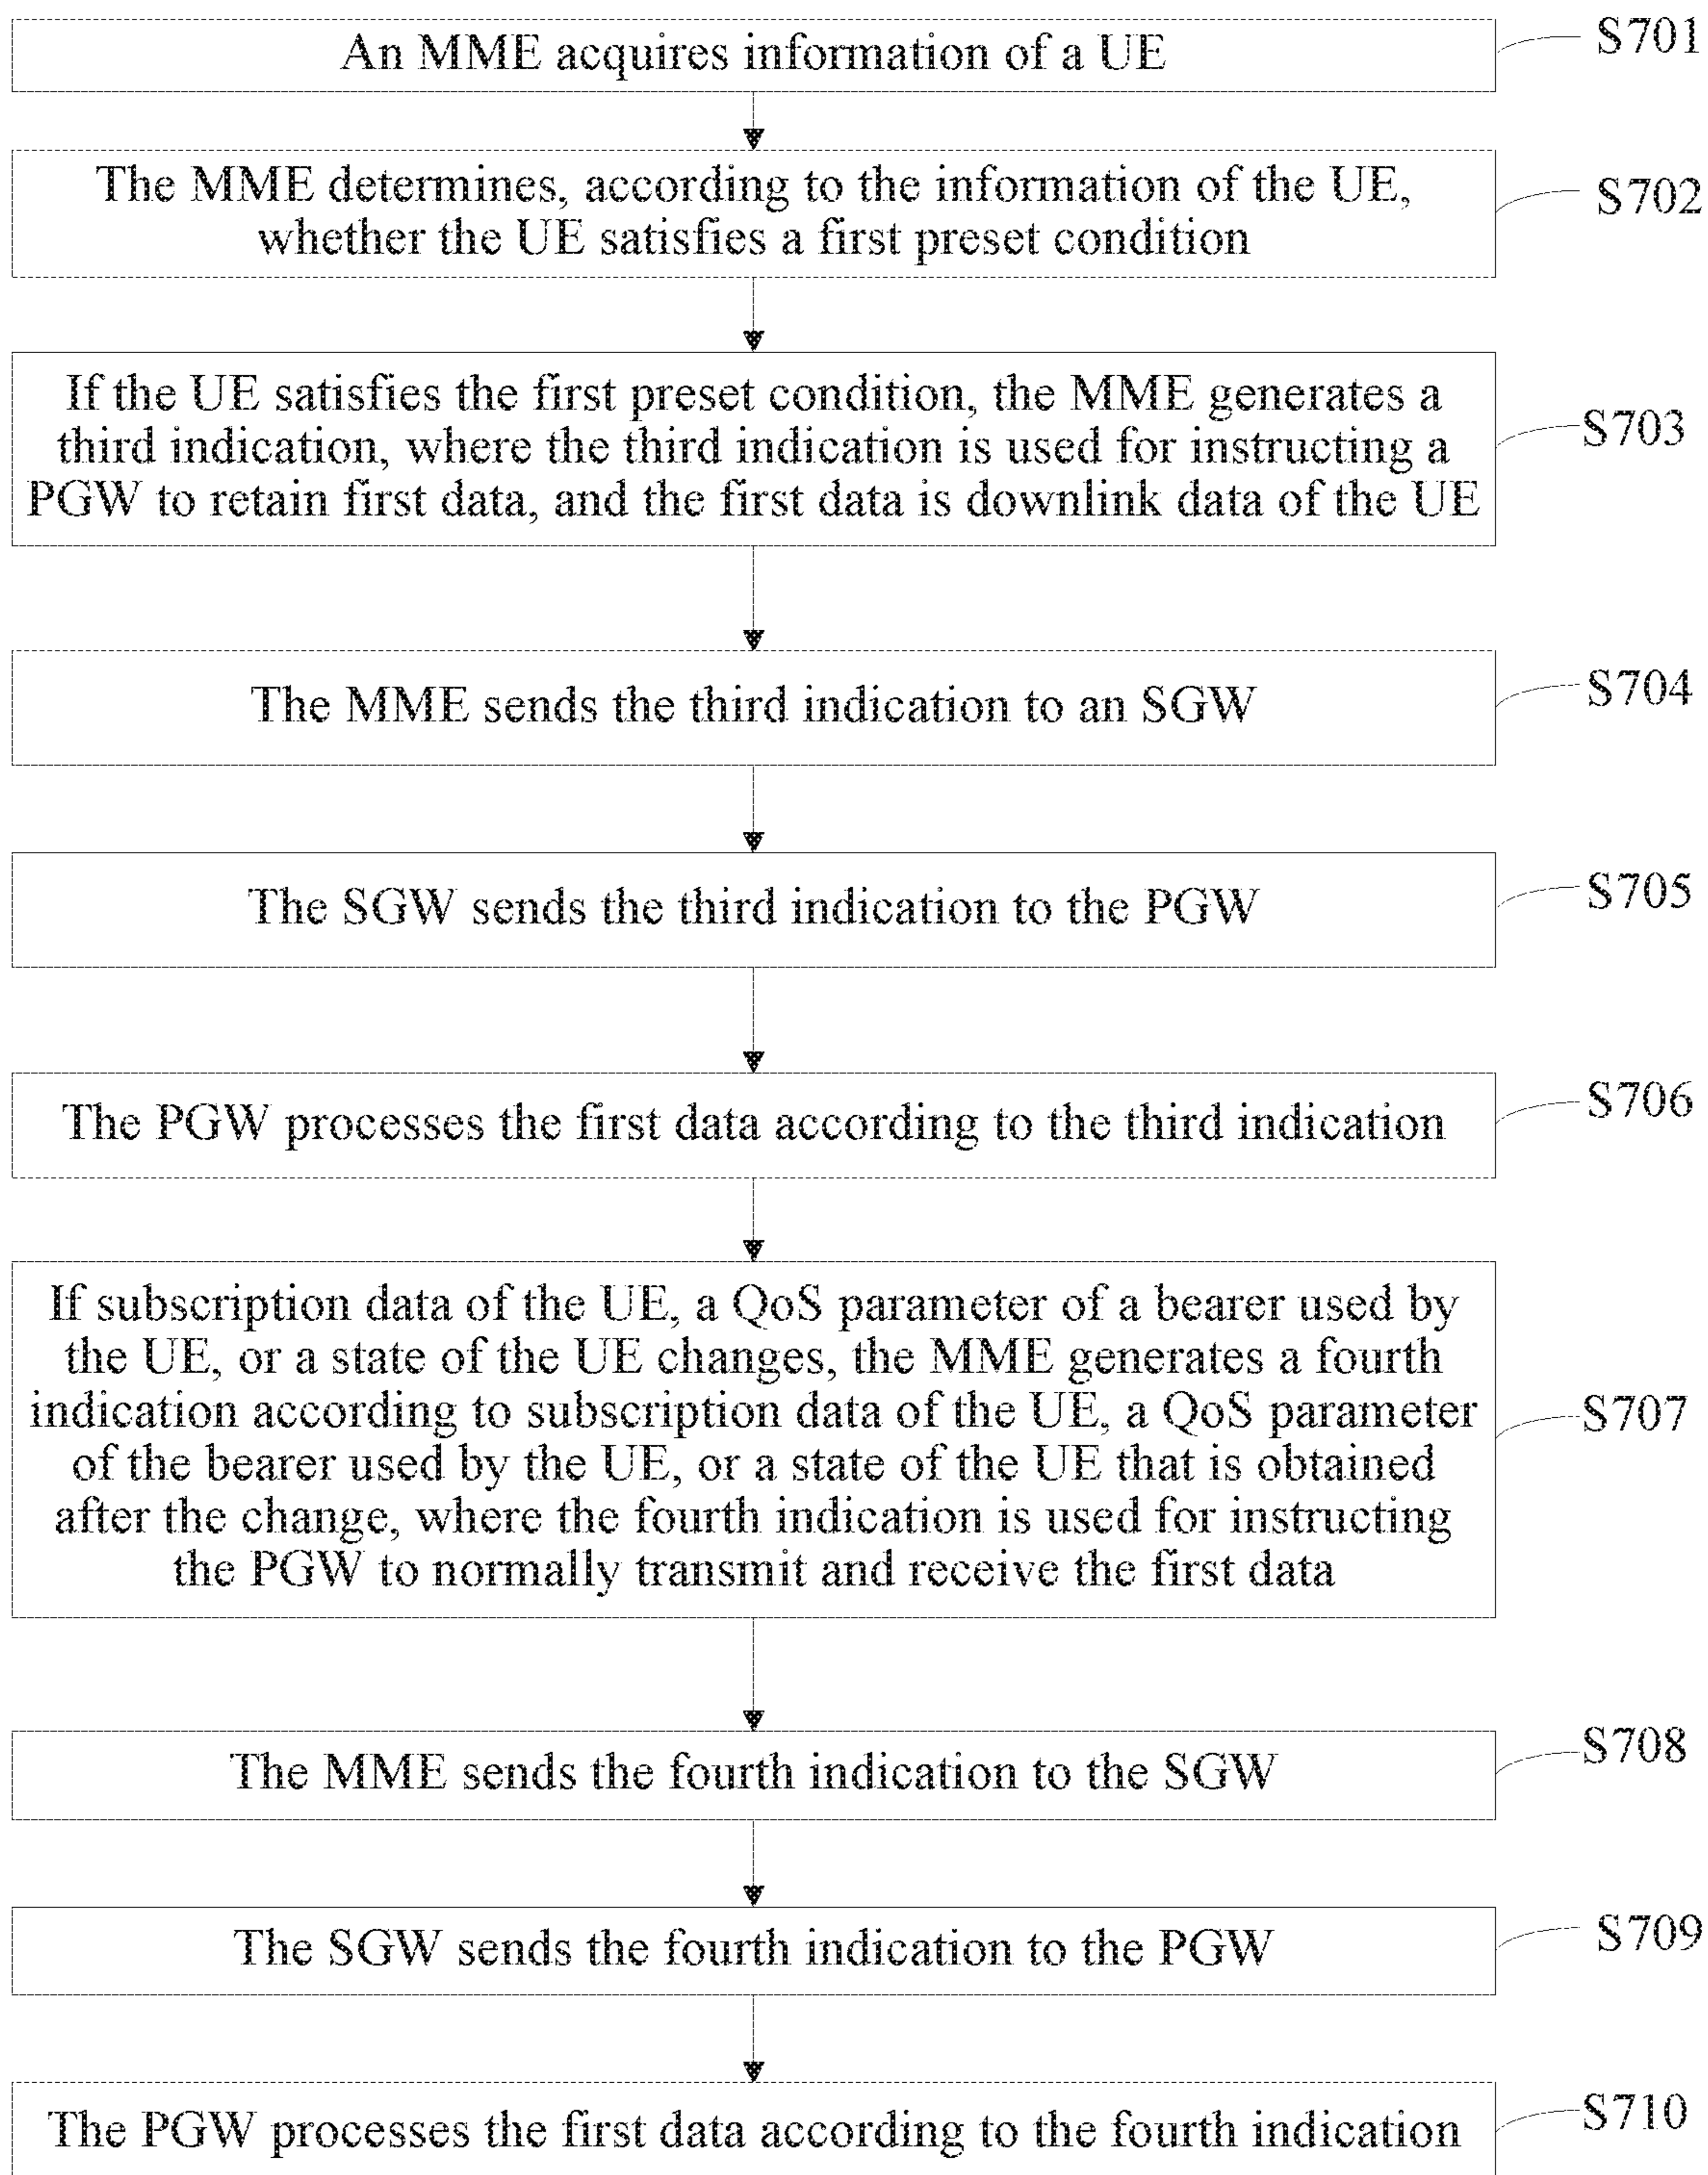 An MME acquires information of a UE
S701
The MME determines, according to the information of the UE,
whether the UE satisfies a first preset condition
S702
If the UE satisfies the first preset condition, the MME generates a
third indication, where the third indication is used for instructing a
PGW to retain first data, and the first data is downlink data of the UE
S703
The MME sends the third indication to an SGW
S704
The SGW sends the third indication to the PGW
S705
The PGW processes the first data according to the third indication
S706
If subscription data of the UE, a QoS parameter of a bearer used by
the UE, or a state of the UE changes, the MME generates a fourth
indication according to subscription data of the UE, a QoS parameter
of the bearer used by the UE, or a state of the UE that is obtained
after the change, where the fourth indication is used for instructing
the PGW to normally transmit and receive the first data
S707
The MME sends the fourth indication to the SGW
S708
The SGW sends the fourth indication to the PGW
S709
The PGW processes the first data according to the fourth indication
S710